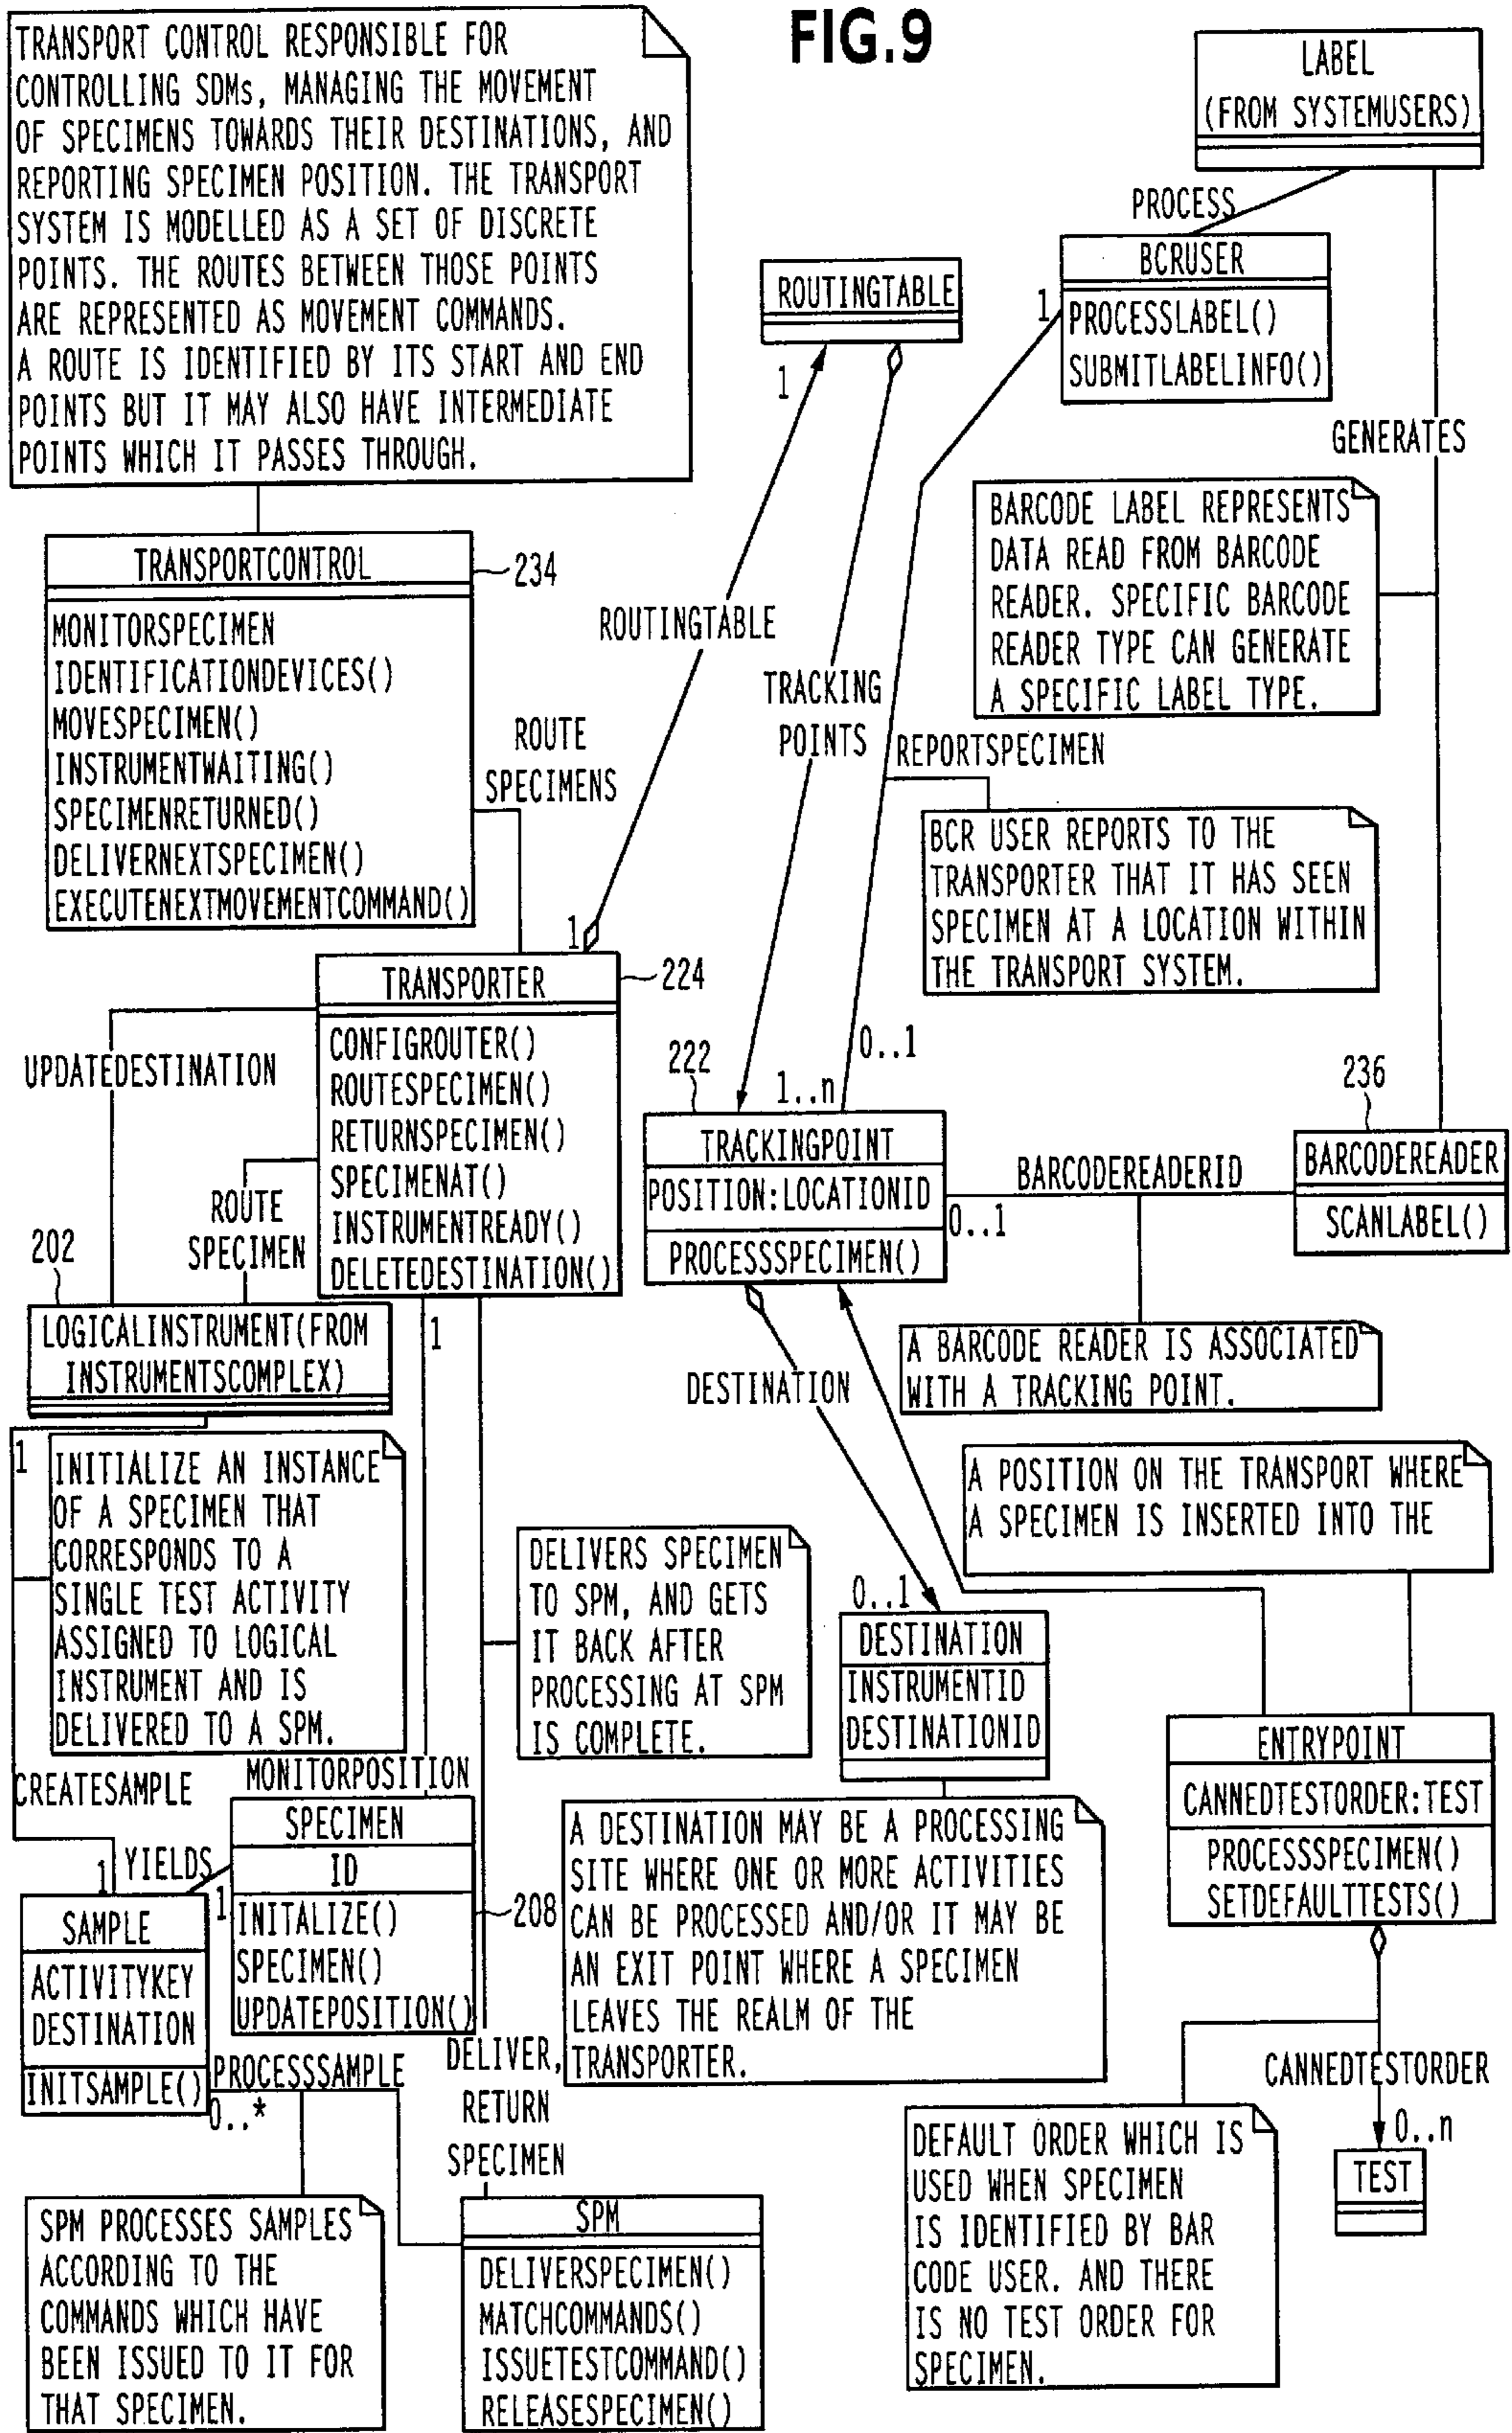 FIG.9
TRANSPORT CONTROL RESPONSIBLE FOR
CONTROLLING SDMs, MANAGING THE MOVEMENT
OF SPECIMENS TOWARDS THEIR DESTINATIONS, AND
REPORTING SPECIMEN POSITION. THE TRANSPORT
SYSTEM IS MODELLED AS A SET OF DISCRETE
POINTS. THE ROUTES BETWEEN THOSE POINTS
ARE REPRESENTED AS MOVEMENT COMMANDS.
A ROUTE IS IDENTIFIED BY ITS START AND END
POINTS BUT IT MAY ALSO HAVE INTERMEDIATE
POINTS WHICH IT PASSES THROUGH.
LABEL
(FROM SYSTEMUSERS)
PROCESS
BCRUSER
PROCESSLABEL()
SUBMITLABELINFO()
1
ROUTINGTABLE
1
GENERATES
BARCODE LABEL REPRESENTS
DATA READ FROM BARCODE
READER. SPECIFIC BARCODE
READER TYPE CAN GENERATE
A SPECIFIC LABEL TYPE.
TRANSPORTCONTROL
234
MONITORSPECIMEN
IDENTIFICATIONDEVICES()
MOVESPECIMEN()
INSTRUMENTWAITING()
SPECIMENRETURNED()
DELIVERNEXTSPECIMEN()
EXECUTENEXTMOVEMENTCOMMAND()
ROUTINGTABLE
TRACKING
POINTS
ROUTE
SPECIMENS
REPORTSPECIMEN
BCR USER REPORTS TO THE
TRANSPORTER THAT IT HAS SEEN
SPECIMEN AT A LOCATION WITHIN
THE TRANSPORT SYSTEM.
1
TRANSPORTER
224
CONFIGROUTER()
ROUTESPECIMEN()
RETURNSPECIMEN()
SPECIMENAT()
INSTRUMENTREADY()
DELETEDESTINATION()
UPDATEDESTINATION
ROUTE
SPECIMEN
222
1..n
0..1
TRACKINGPOINT
POSITION:LOCATIONID
PROCESSSPECIMEN()
BARCODEREADERID
0..1
236
BARCODEREADER
SCANLABEL()
202
LOGICALINSTRUMENT(FROM
INSTRUMENTSCOMPLEX)
1
A BARCODE READER IS ASSOCIATED
WITH A TRACKING POINT.
DESTINATION
1
INITIALIZE AN INSTANCE
OF A SPECIMEN THAT
CORRESPONDS TO A
SINGLE TEST ACTIVITY
ASSIGNED TO LOGICAL
INSTRUMENT AND IS
DELIVERED TO A SPM.
A POSITION ON THE TRANSPORT WHERE
A SPECIMEN IS INSERTED INTO THE
DELIVERS SPECIMEN
TO SPM, AND GETS
IT BACK AFTER
PROCESSING AT SPM
IS COMPLETE.
0..1
DESTINATION
INSTRUMENTID
DESTINATIONID
ENTRYPOINT
CANNEDTESTORDER:TEST
PROCESSSPECIMEN()
SETDEFAULTTESTS()
CREATESAMPLE
MONITORPOSITION
SPECIMEN
ID
INITALIZE()
SPECIMEN()
UPDATEPOSITION()
208
1
YIELDS
1
A DESTINATION MAY BE A PROCESSING
SITE WHERE ONE OR MORE ACTIVITIES
CAN BE PROCESSED AND/OR IT MAY BE
AN EXIT POINT WHERE A SPECIMEN
LEAVES THE REALM OF THE
TRANSPORTER.
SAMPLE
ACTIVITYKEY
DESTINATION
INITSAMPLE()
PROCESSSAMPLE
0..*
DELIVER,
RETURN
SPECIMEN
CANNEDTESTORDER
0..n
TEST
DEFAULT ORDER WHICH IS
USED WHEN SPECIMEN
IS IDENTIFIED BY BAR
CODE USER. AND THERE
IS NO TEST ORDER FOR
SPECIMEN.
SPM PROCESSES SAMPLES
ACCORDING TO THE
COMMANDS WHICH HAVE
BEEN ISSUED TO IT FOR
THAT SPECIMEN.
SPM
DELIVERSPECIMEN()
MATCHCOMMANDS()
ISSUETESTCOMMAND()
RELEASESPECIMEN()